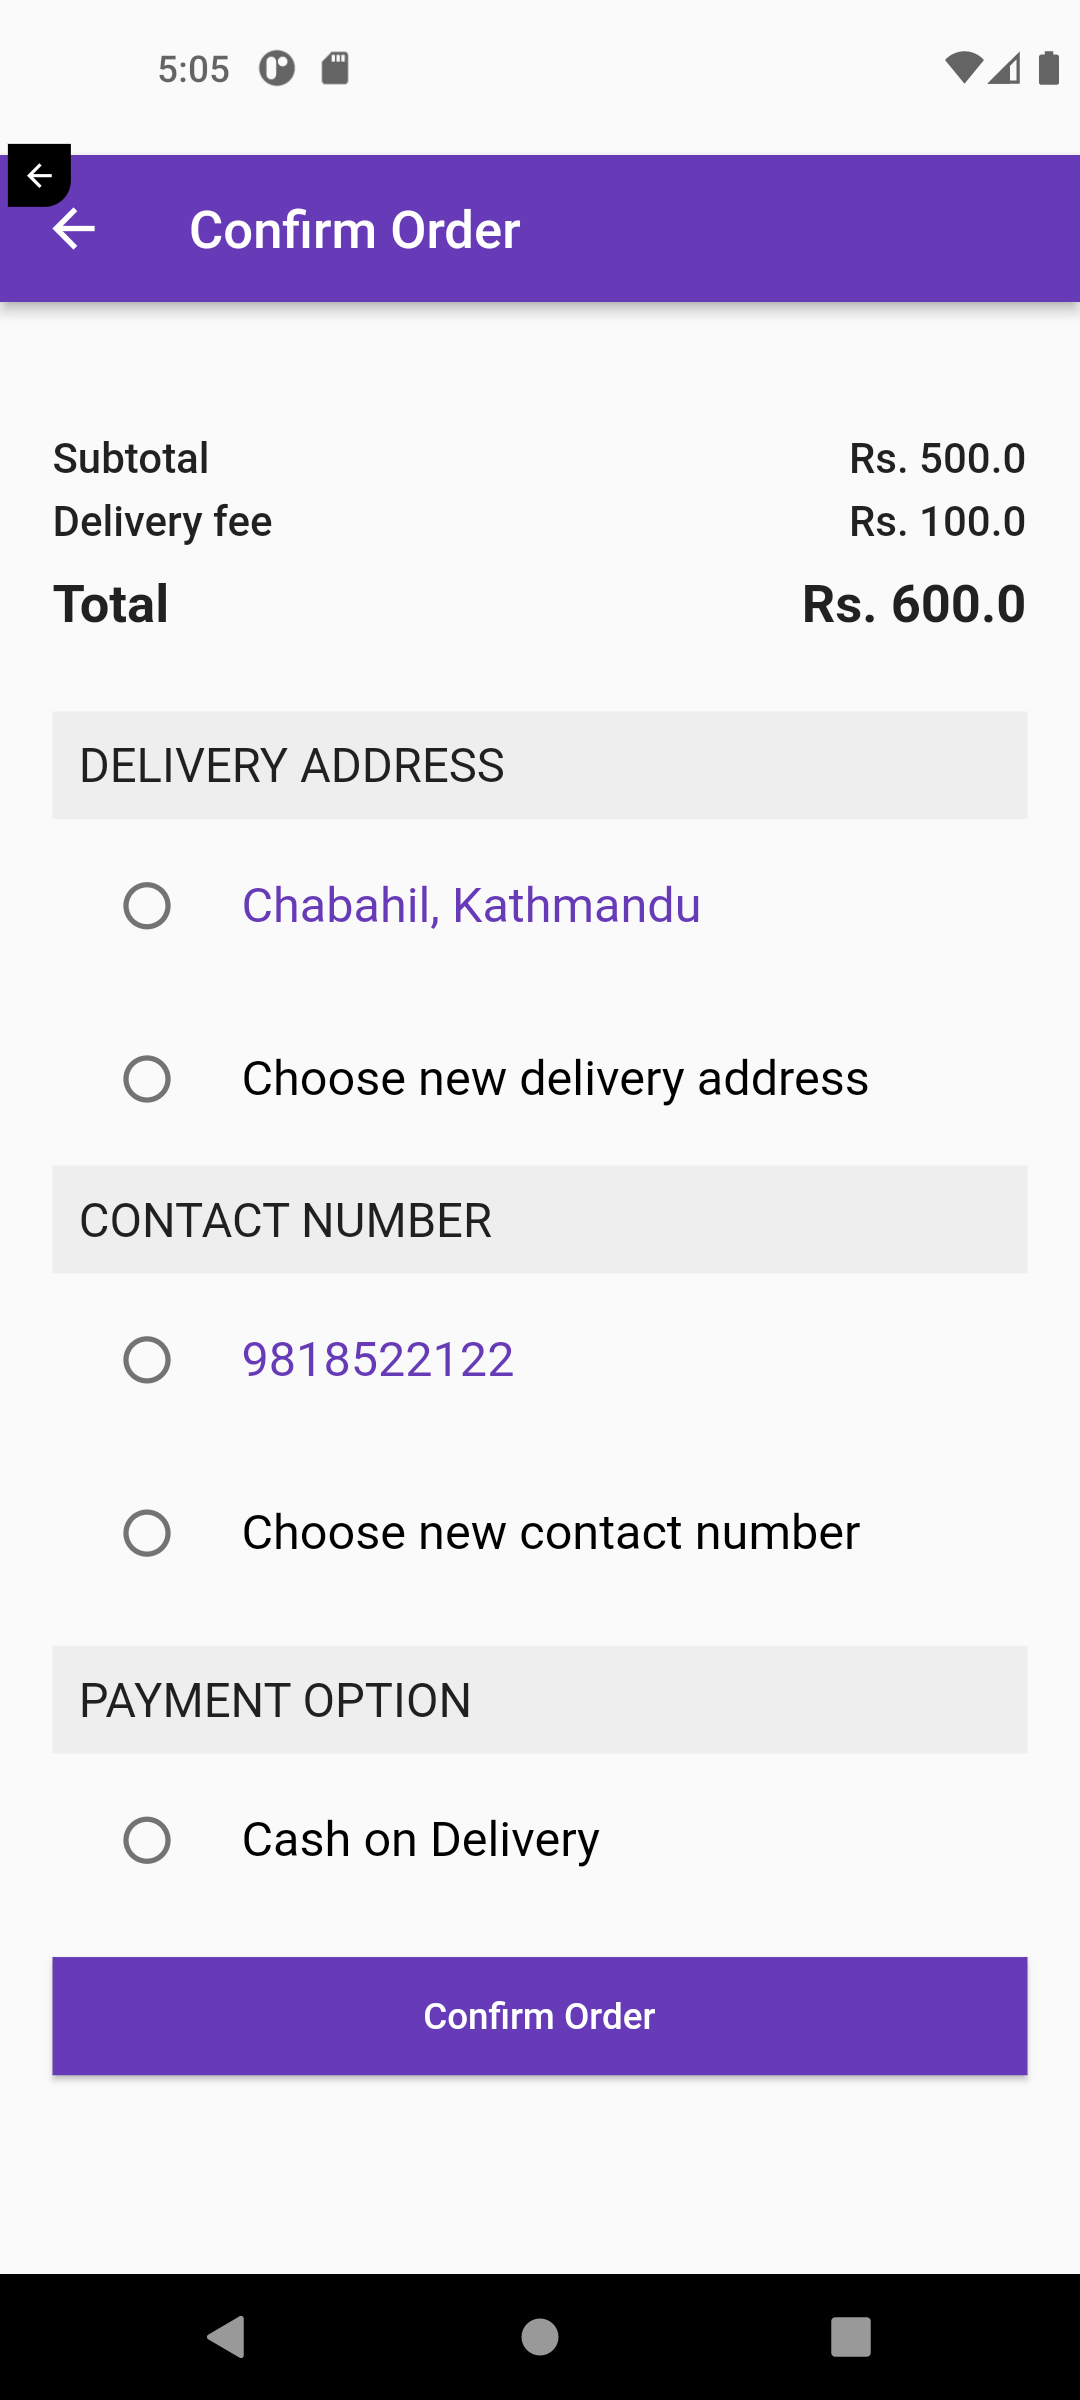 5:05
Confirm Order
Subtotal Rs. 500.0
Delivery fee Rs. 100.0
Total Rs. 600.0
DELIVERY ADDRESS
Chabahil, Kathmandu
Choose new delivery address
CONTACT NUMBER
9818522122
Choose new contact number
PAYMENT OPTION
Cash on Delivery
Confirm Order